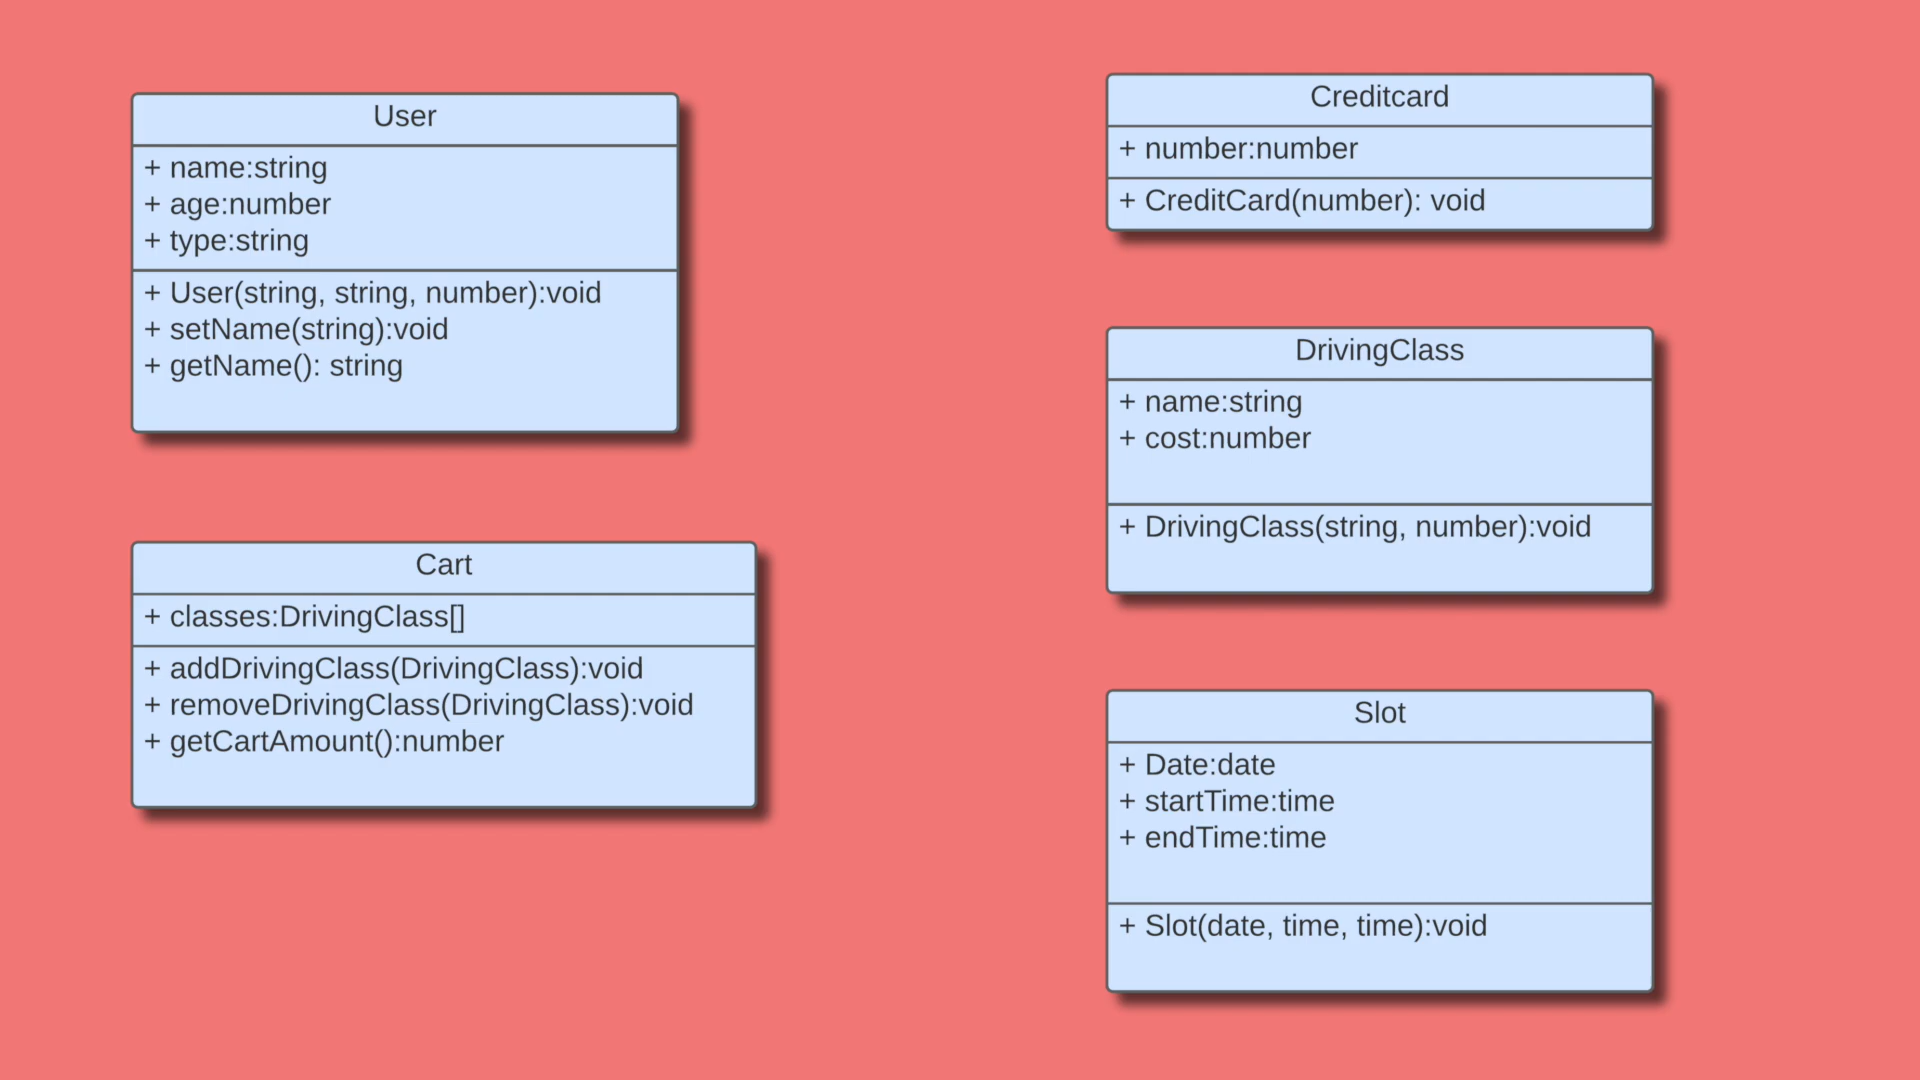 User
+ name:string
+ age:number
+ type:string
+ User(string, string, number):void
+ setName(string):void
+ getName(): string
Cart
+ classes:DrivingClass[]
+ addDrivingClass(DrivingClass):void
+ removeDrivingClass(DrivingClass):void
+ getCartAmount():number
Creditcard
+ number:number
+ CreditCard(number): void
DrivingClass
+ name:string
+ cost:number
+ DrivingClass(string, number):void
Slot
+ Date:date
+ startTime:time
+ endTime:time
+ Slot(date, time, time):void